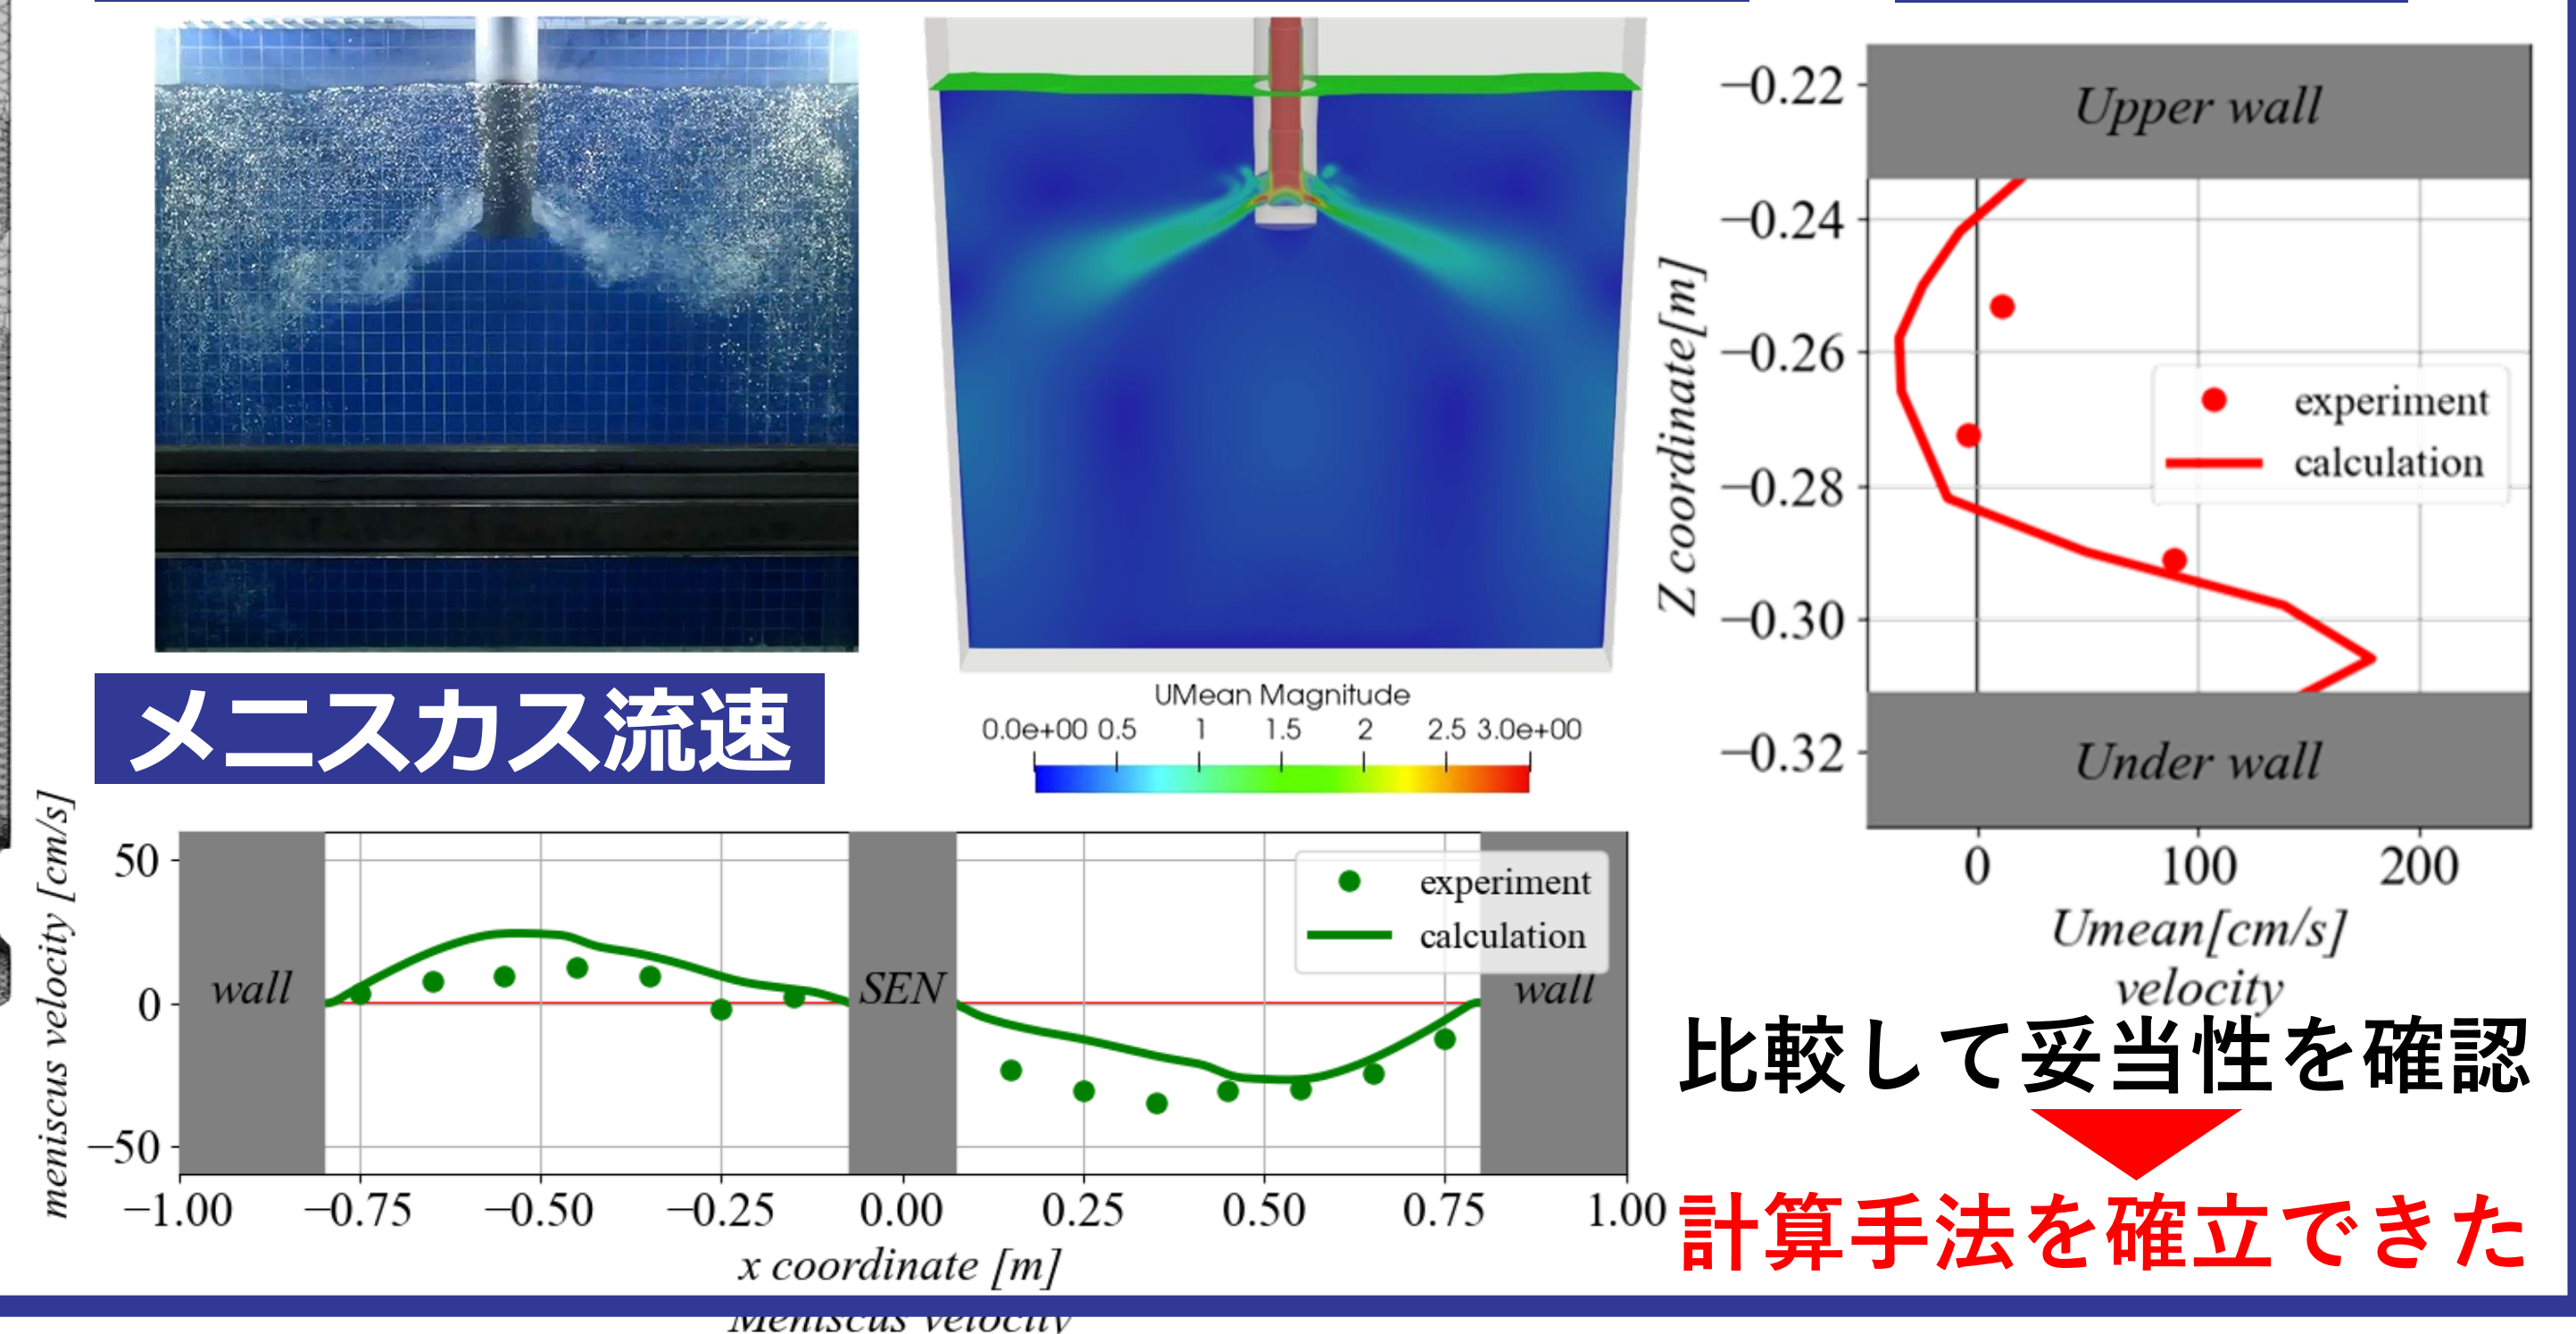 UMean Magnitude
0.0e+00 0.5 1 1.5 2 2.5 3.0e+00
−0.22
−0.24
−0.26
−0.28
−0.30
−0.32
Z coordinate[m]
Upper wall
experiment
calculation
Under wall
0 100 200
Umean[cm/s]
velocity
メニスカス流速
meniscus velocity [cm/s]
50
0
−50
wall
SEN
wall
experiment
calculation
−1.00 −0.75 −0.50 −0.25 0.00 0.25 0.50 0.75 1.00
x coordinate [m]
Meniscus velocity
比較して妥当性を確認
計算手法を確立できた